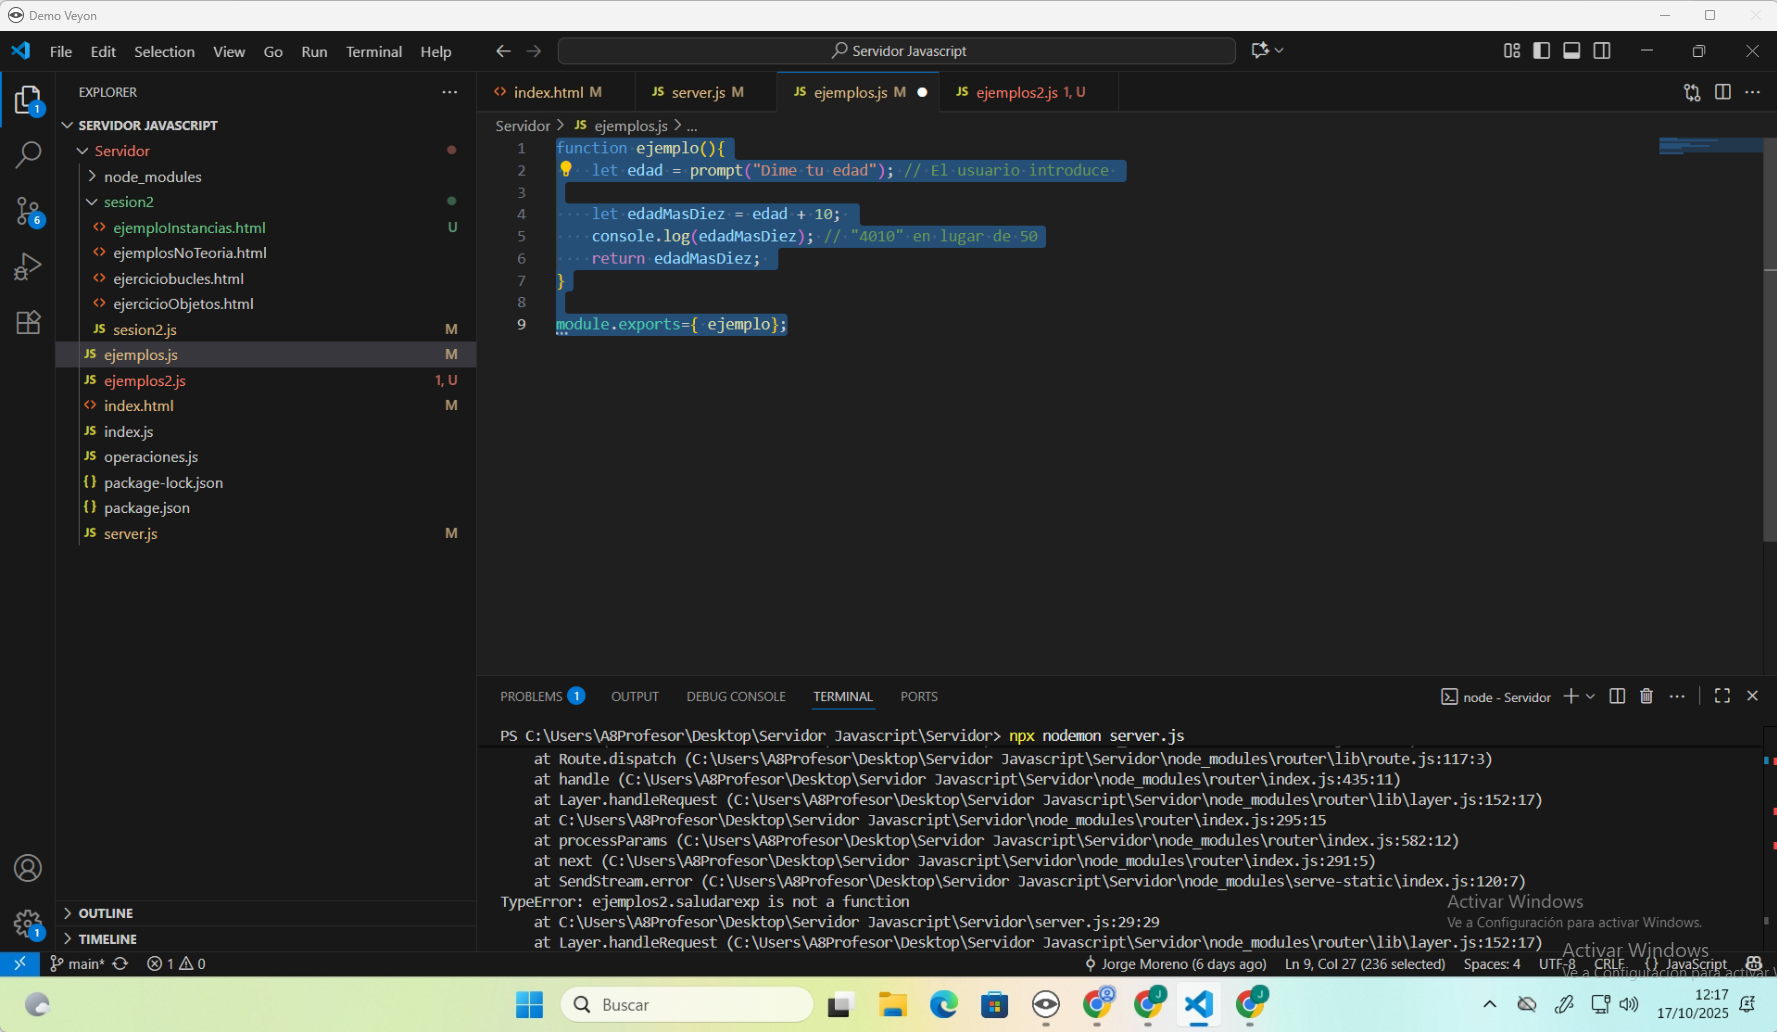 Demo Veyon
File Edit Selection View Go Run Terminal Help
Servidor Javascript
EXPLORER
index.html M
server.js M
ejemplos.js M
ejemplos2.js 1, U
SERVIDOR JAVASCRIPT
Servidor
node_modules
sesion2
ejemploInstancias.html U
ejemplosNoTeoria.html
ejerciciobucles.html
ejercicioObjetos.html
sesion2.js M
ejemplos.js M
ejemplos2.js 1, U
index.html M
index.js
operaciones.js
package-lock.json
package.json
server.js M
OUTLINE
TIMELINE
Servidor > JS ejemplos.js > ...
1 function ejemplo(){
2 let edad = prompt("Dime tu edad"); // El usuario introduce
3
4 let edadMasDiez = edad + 10;
5 console.log(edadMasDiez); // "4010" en lugar de 50
6 return edadMasDiez;
7 }
8
9 module.exports={ ejemplo};
PROBLEMS 1 OUTPUT DEBUG CONSOLE TERMINAL PORTS
node - Servidor
PS C:\Users\A8Profesor\Desktop\Servidor Javascript\Servidor> npx nodemon server.js
at Route.dispatch (C:\Users\A8Profesor\Desktop\Servidor Javascript\Servidor\node_modules\router\lib\route.js:117:3)
at handle (C:\Users\A8Profesor\Desktop\Servidor Javascript\Servidor\node_modules\router\index.js:435:11)
at Layer.handleRequest (C:\Users\A8Profesor\Desktop\Servidor Javascript\Servidor\node_modules\router\lib\layer.js:152:17)
at C:\Users\A8Profesor\Desktop\Servidor Javascript\Servidor\node_modules\router\index.js:295:15
at processParams (C:\Users\A8Profesor\Desktop\Servidor Javascript\Servidor\node_modules\router\index.js:582:12)
at next (C:\Users\A8Profesor\Desktop\Servidor Javascript\Servidor\node_modules\router\index.js:291:5)
at SendStream.error (C:\Users\A8Profesor\Desktop\Servidor Javascript\Servidor\node_modules\serve-static\index.js:120:7)
TypeError: ejemplos2.saludarexp is not a function
at C:\Users\A8Profesor\Desktop\Servidor Javascript\Servidor\server.js:29:29
at Layer.handleRequest (C:\Users\A8Profesor\Desktop\Servidor Javascript\Servidor\node_modules\router\lib\layer.js:152:17)
Activar Windows
Ve a Configuración para activar Windows.
Activar Windows
Ve a Configuración para activar
main* 1 0
Jorge Moreno (6 days ago) Ln 9, Col 27 (236 selected) Spaces: 4 UTF-8 CRLF {} JavaScript
Buscar
12:17
17/10/2025